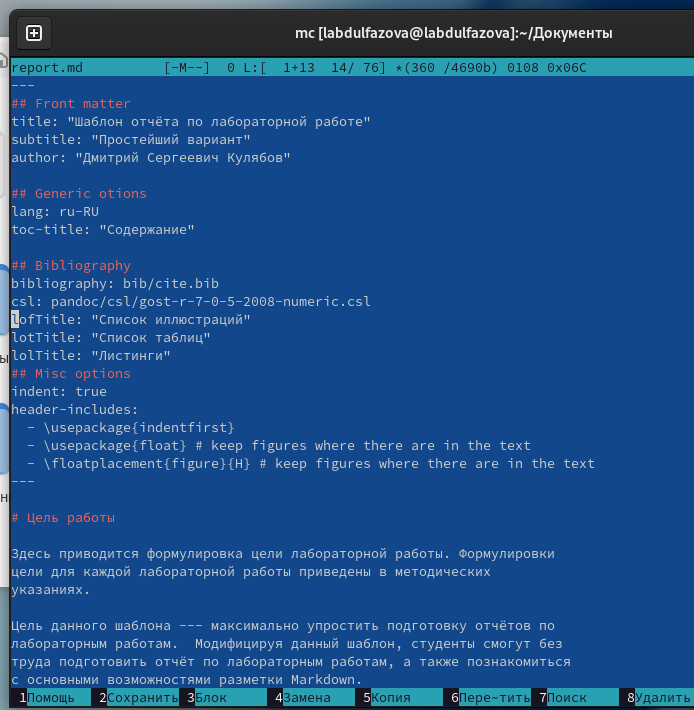 mc [labdulfazova@labdulfazova]:~/Документы
report.md [-M--] 0 L:[ 1+13 14/ 76] *(360 /4690b) 0108 0x06C
---
## Front matter
title: "Шаблон отчёта по лабораторной работе"
subtitle: "Простейший вариант"
author: "Дмитрий Сергеевич Кулябов"
## Generic otions
lang: ru-RU
toc-title: "Содержание"
## Bibliography
bibliography: bib/cite.bib
csl: pandoc/csl/gost-r-7-0-5-2008-numeric.csl
lofTitle: "Список иллюстраций"
lotTitle: "Список таблиц"
lolTitle: "Листинги"
## Misc options
indent: true
header-includes:
  - \usepackage{indentfirst}
  - \usepackage{float} # keep figures where there are in the text
  - \floatplacement{figure}{H} # keep figures where there are in the text
---
# Цель работы
Здесь приводится формулировка цели лабораторной работы. Формулировки
цели для каждой лабораторной работы приведены в методических
указаниях.
Цель данного шаблона --- максимально упростить подготовку отчётов по
лабораторным работам.  Модифицируя данный шаблон, студенты смогут без
труда подготовить отчёт по лабораторным работам, а также познакомиться
с основными возможностями разметки Markdown.
1Помощь 2Сохранить 3Блок 4Замена 5Копия 6Пере~тить 7Поиск 8Удалить